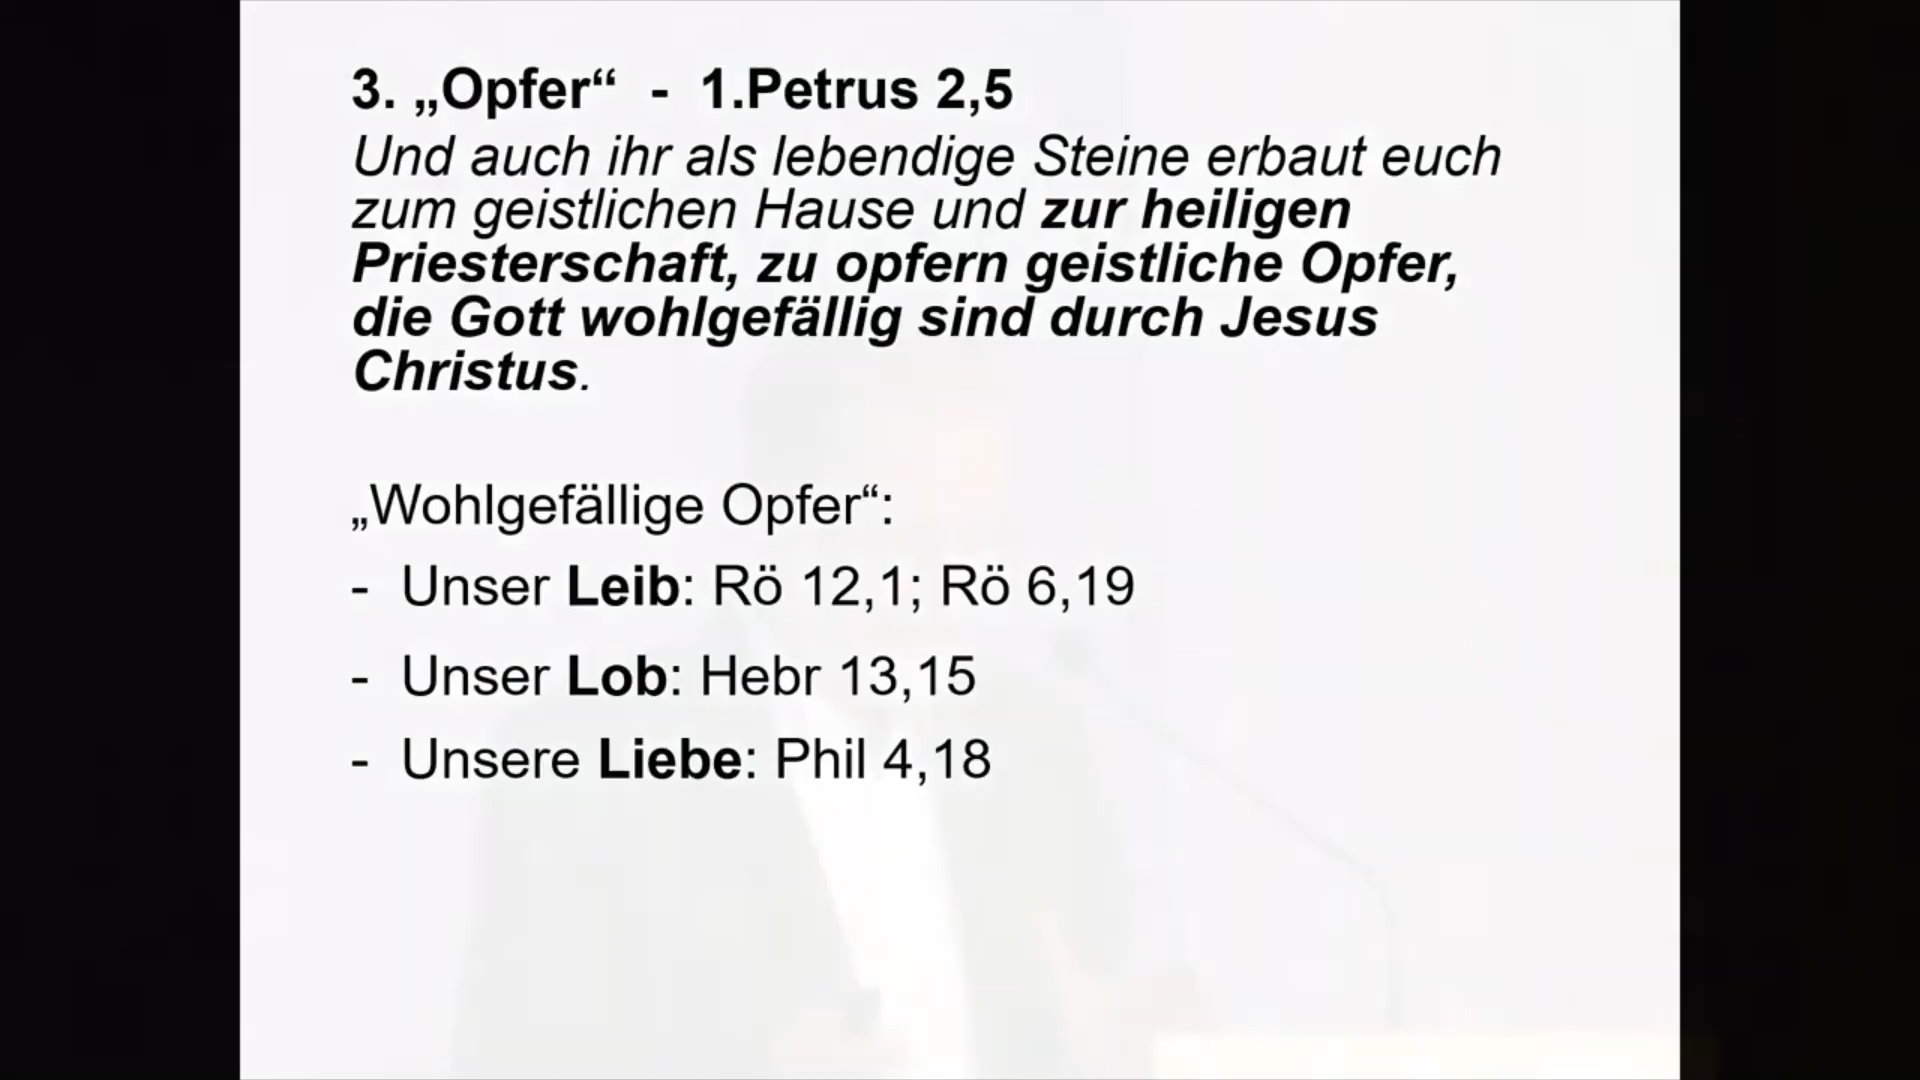 3. „Opfer“ - 1.Petrus 2,5
Und auch ihr als lebendige Steine erbaut euch
zum geistlichen Hause und zur heiligen
Priesterschaft, zu opfern geistliche Opfer,
die Gott wohlgefällig sind durch Jesus
Christus.
„Wohlgefällige Opfer“:
- Unser Leib: Rö 12,1; Rö 6,19
- Unser Lob: Hebr 13,15
- Unsere Liebe: Phil 4,18